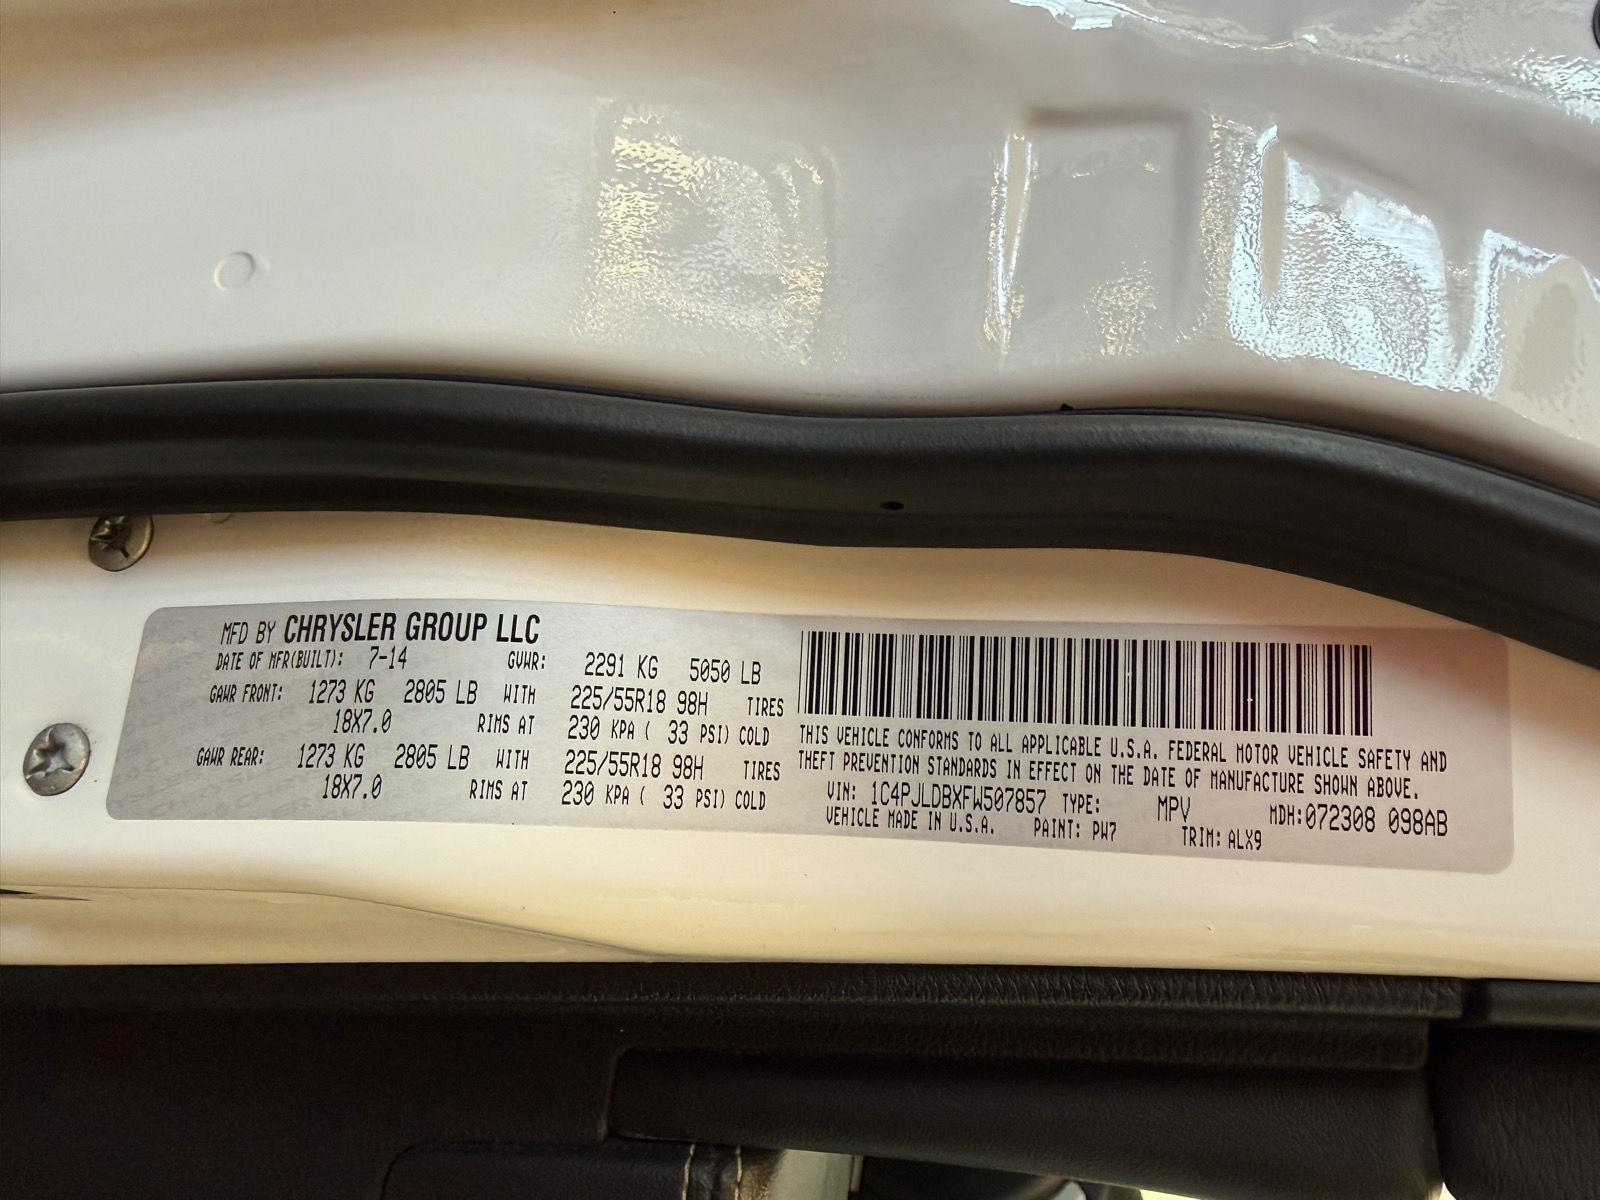 MFD BY CHRYSLER GROUP LLC
DATE OF MFR(BUILT): 7-14 GVWR: 2291 KG 5050 LB
GAWR FRONT: 1273 KG 2805 LB WITH 225/55R18 98H TIRES
18X7.0 RIMS AT 230 KPA ( 33 PSI) COLD
GAWR REAR: 1273 KG 2805 LB WITH 225/55R18 98H TIRES
18X7.0 RIMS AT 230 KPA ( 33 PSI) COLD
THIS VEHICLE CONFORMS TO ALL APPLICABLE U.S.A. FEDERAL MOTOR VEHICLE SAFETY AND
THEFT PREVENTION STANDARDS IN EFFECT ON THE DATE OF MANUFACTURE SHOWN ABOVE.
VIN: 1C4PJLDBXFW507857 TYPE: MPV MDH:072308 098AB
VEHICLE MADE IN U.S.A. PAINT: PW7 TRIM: ALX9